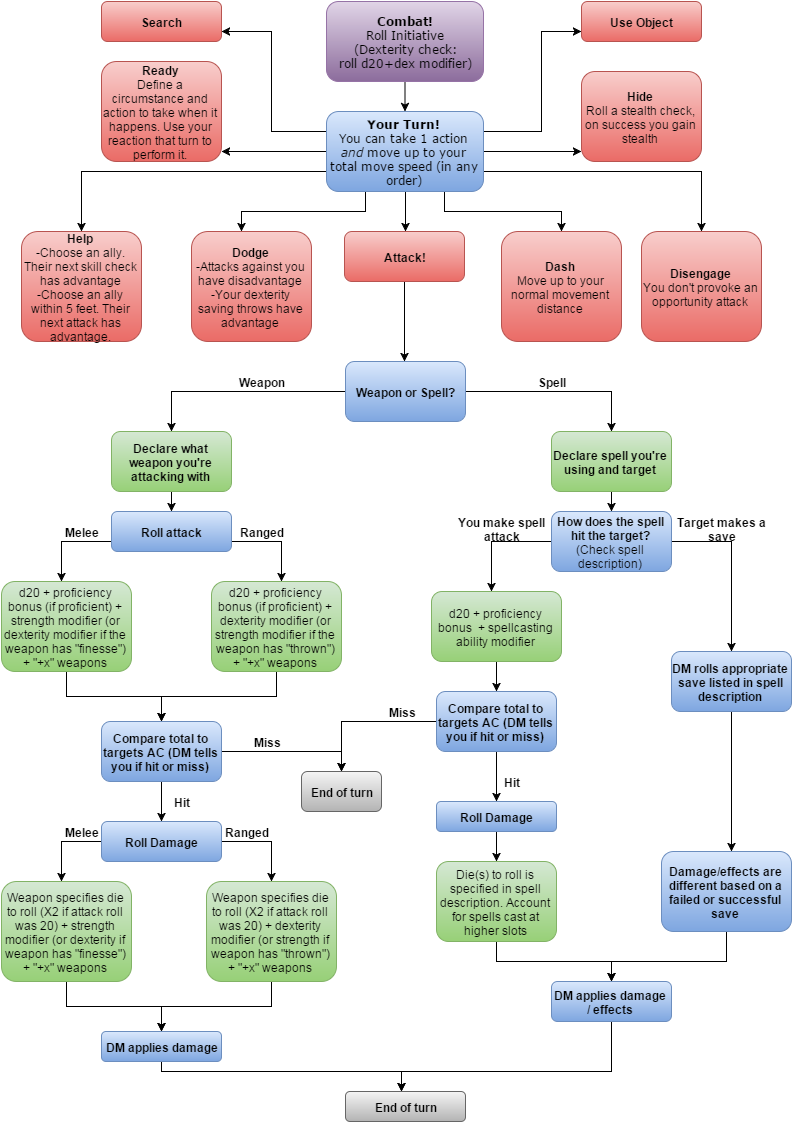 Combat!
Roll Initiative
(Dexterity check:
roll d20+dex modifier)
Search
Use Object
Ready
Define a
circumstance and
action to take when it
happens. Use your
reaction that turn to
perform it.
Your Turn!
You can take 1 action
and move up to your
total move speed (in any
order)
Hide
Roll a stealth check,
on success you gain
stealth
Help
-Choose an ally.
Their next skill check
has advantage
-Choose an ally
within 5 feet. Their
next attack has
advantage.
Dodge
-Attacks against you
have disadvantage
-Your dexterity
saving throws have
advantage
Attack!
Dash
Move up to your
normal movement
distance
Disengage
You don't provoke an
opportunity attack
Weapon or Spell?
Weapon
Spell
Declare what
weapon you're
attacking with
Declare spell you're
using and target
Roll attack
Melee
Ranged
How does the spell
hit the target?
(Check spell
description)
You make spell
attack
Target makes a
save
d20 + proficiency
bonus (if proficient) +
strength modifier (or
dexterity modifier if the
weapon has "finesse")
+ "+x" weapons
d20 + proficiency
bonus (if proficient) +
dexterity modifier (or
strength modifier if the
weapon has "thrown")
+ "+x" weapons
d20 + proficiency
bonus + spellcasting
ability modifier
DM rolls appropriate
save listed in spell
description
Compare total to
targets AC (DM tells
you if hit or miss)
Miss
Miss
Compare total to
targets AC (DM tells
you if hit or miss)
End of turn
Hit
Hit
Roll Damage
Melee
Ranged
Roll Damage
Weapon specifies die
to roll (X2 if attack roll
was 20) + strength
modifier (or dexterity if
weapon has "finesse")
+ "+x" weapons
Weapon specifies die
to roll (X2 if attack roll
was 20) + dexterity
modifier (or strength if
weapon has "thrown")
+ "+x" weapons
Die(s) to roll is
specified in spell
description. Account
for spells cast at
higher slots
Damage/effects are
different based on a
failed or successful
save
DM applies damage
/ effects
DM applies damage
End of turn